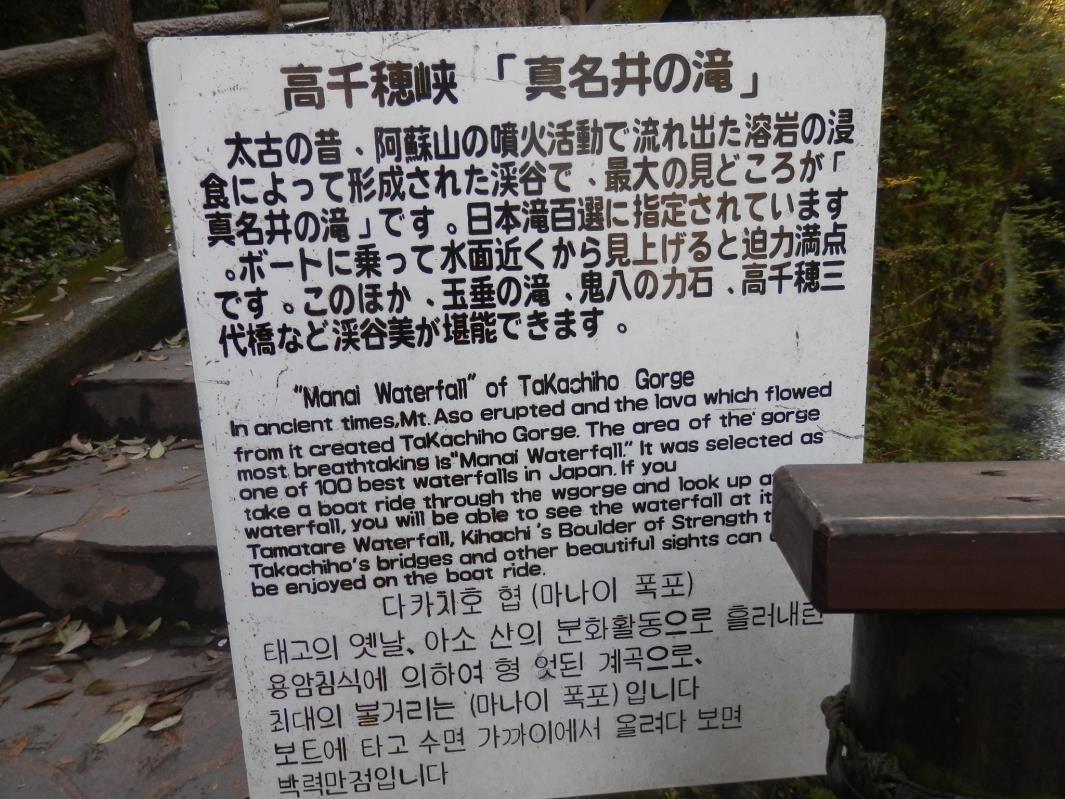 高千穂峡 「真名井の滝」
太古の昔、阿蘇山の噴火活動で流れ出た溶岩の浸
食によって形成された渓谷で、最大の見どころが「
真名井の滝」です。日本滝百選に指定されています
。ボートに乗って水面近くから見上げると迫力満点
です。このほか、玉垂の滝、鬼八の力石、高千穂三
代橋など渓谷美が堪能できます。
"Manai Waterfall" of TaKachiho Gorge
In ancient times,Mt.Aso erupted and the lava which flowed
from it created TaKachiho Gorge. The area of the gorge
most breathtaking is"Manai Waterfall." It was selected as
one of 100 best waterfalls in Japan. If you
take a boat ride through the wgorge and look up
waterfall, you will be able to see the waterfall at
Tamatare Waterfall, Kihachi's Boulder of Strength
Takachiho's bridges and other beautiful sights can
be enjoyed on the boat ride.
다카치호 협 (마나이 폭포)
태고의 옛날、아소 산의 분화활동으로 흘러내린
용암침식에 의하여 형 엇된 계곡으로、
최대의 볼거리는 (마나이 폭포) 입니다
보트에 타고 수면 가까이에서 올려다 보면
박력만점입니다